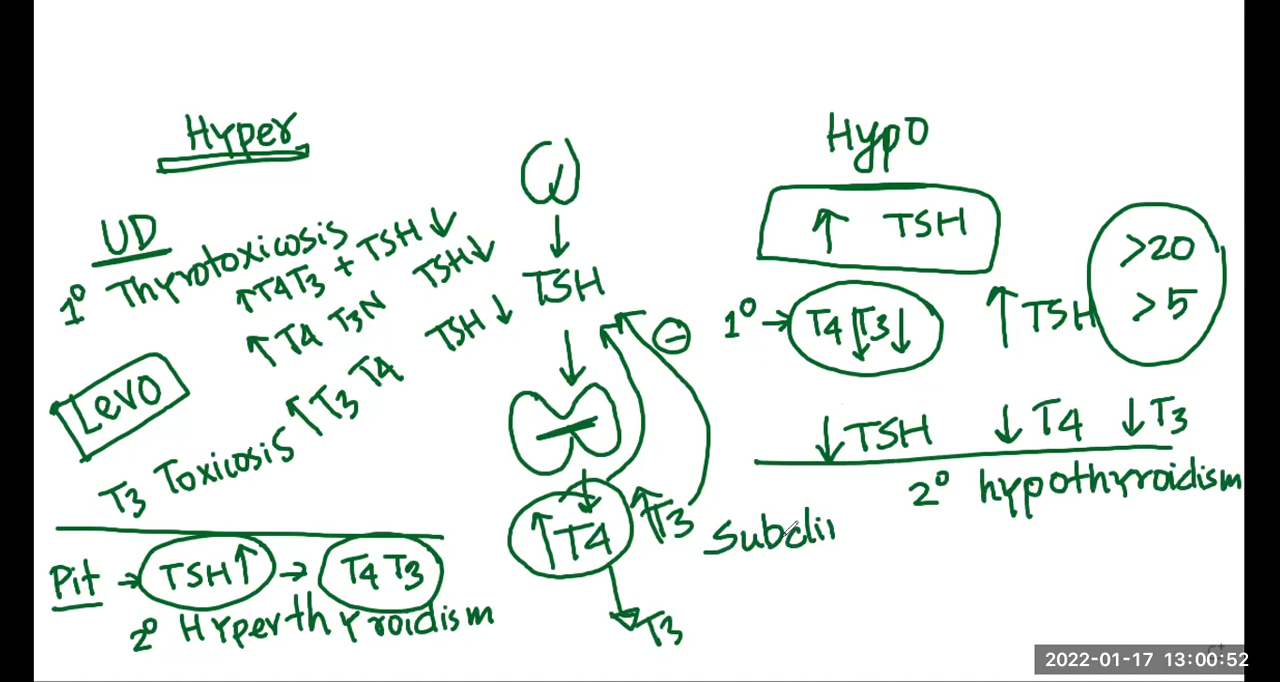 Hyper
UD
1° Thyrotoxicosis
↑T4T3 + TSH↓
↑T4 T3N TSH↓
Levo
T3 Toxicosis ↑T3 T4 TSH↓
Pit → TSH↑ → T4 T3
2° Hyperthyroidism
TSH
⊖
↑T4 ↑T3
T3
Hypo
↑ TSH
1° → T4↓T3↓ ↑TSH >20
>5
↓TSH ↓T4 ↓T3
2° hypothyroidism
Subcli
2022-01-17 13:00:52